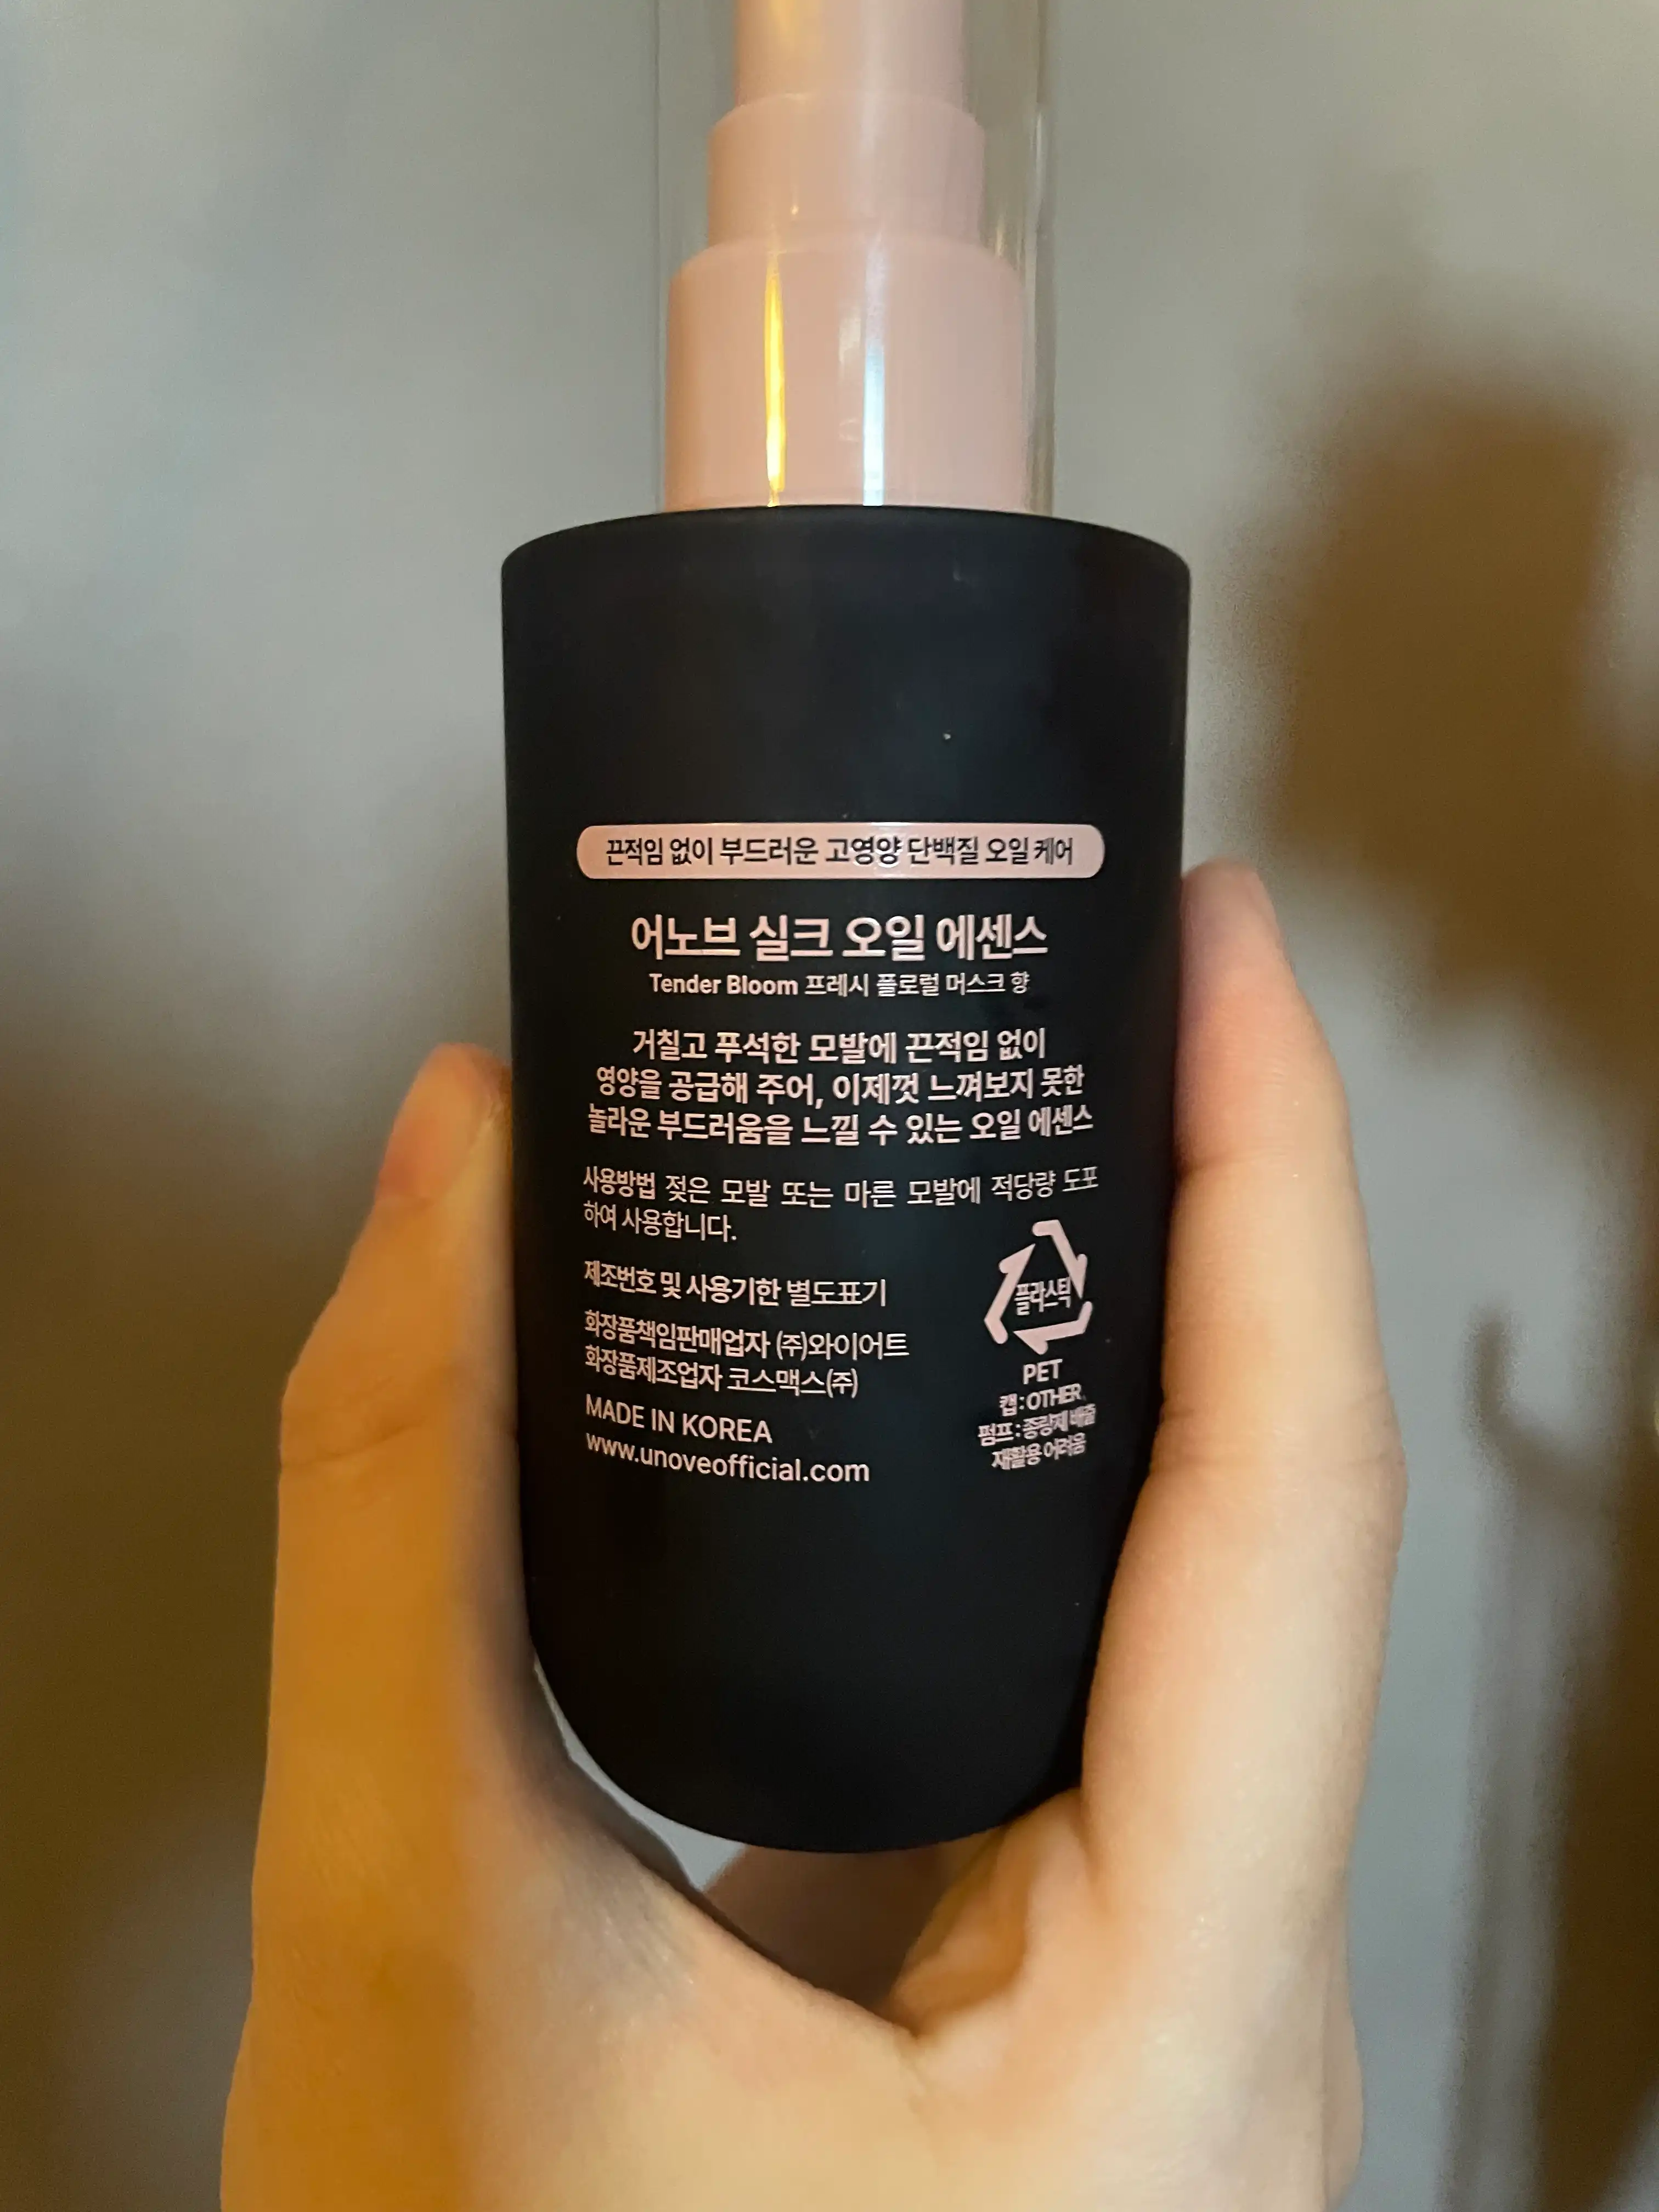 끈적임 없이 부드러운 고영양 단백질 오일 케어
어노브 실크 오일 에센스
Tender Bloom 프레시 플로럴 머스크 향
거칠고 푸석한 모발에 끈적임 없이
영양을 공급해 주어, 이제껏 느껴보지 못한
놀라운 부드러움을 느낄 수 있는 오일 에센스
사용방법 젖은 모발 또는 마른 모발에 적당량 도포
하여 사용합니다.
제조번호 및 사용기한 별도표기
화장품책임판매업자 (주)와이어트
화장품제조업자 코스맥스(주)
MADE IN KOREA
www.unoveofficial.com
플라스틱
PET
캡 : OTHER,
펌프 : 종량제 배출
재활용 어려움